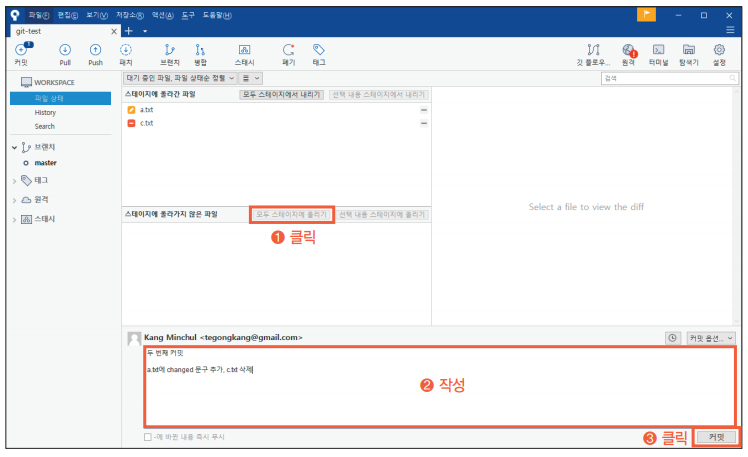 파일(F) 편집(E) 보기(V) 저장소(R) 액션(A) 도구 도움말(H)
git-test
1
커밋 Pull Push 패치 브랜치 병합 스태시 폐기 태그 깃 플로우... 원격 터미널 탐색기 설정
WORKSPACE
파일 상태
History
Search
브랜치
master
태그
원격
스태시
대기 중인 파일, 파일 상태순 정렬
검색
스테이지에 올라간 파일 모두 스테이지에서 내리기 선택 내용 스테이지에서 내리기
a.txt
c.txt
스테이지에 올라가지 않은 파일 모두 스테이지에 올리기 선택 내용 스테이지에 올리기
❶ 클릭
Select a file to view the diff
Kang Minchul <tegongkang@gmail.com> 커밋 옵션...
두 번째 커밋
a.txt에 changed 문구 추가, c.txt 삭제
❷ 작성
-에 바뀐 내용 즉시 푸시
❸ 클릭 커밋